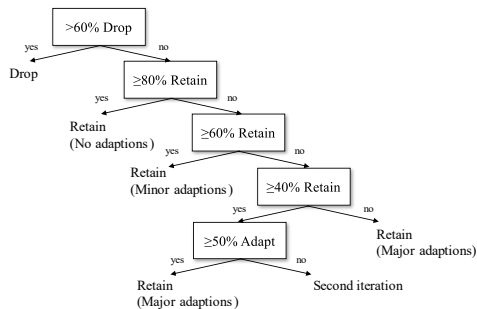 >60% Drop
yes
no
Drop
≥80% Retain
yes
no
Retain
(No adaptions)
≥60% Retain
yes
no
Retain
(Minor adaptions)
≥40% Retain
yes
no
Retain
(Major adaptions)
≥50% Adapt
yes
no
Retain
(Major adaptions)
Second iteration